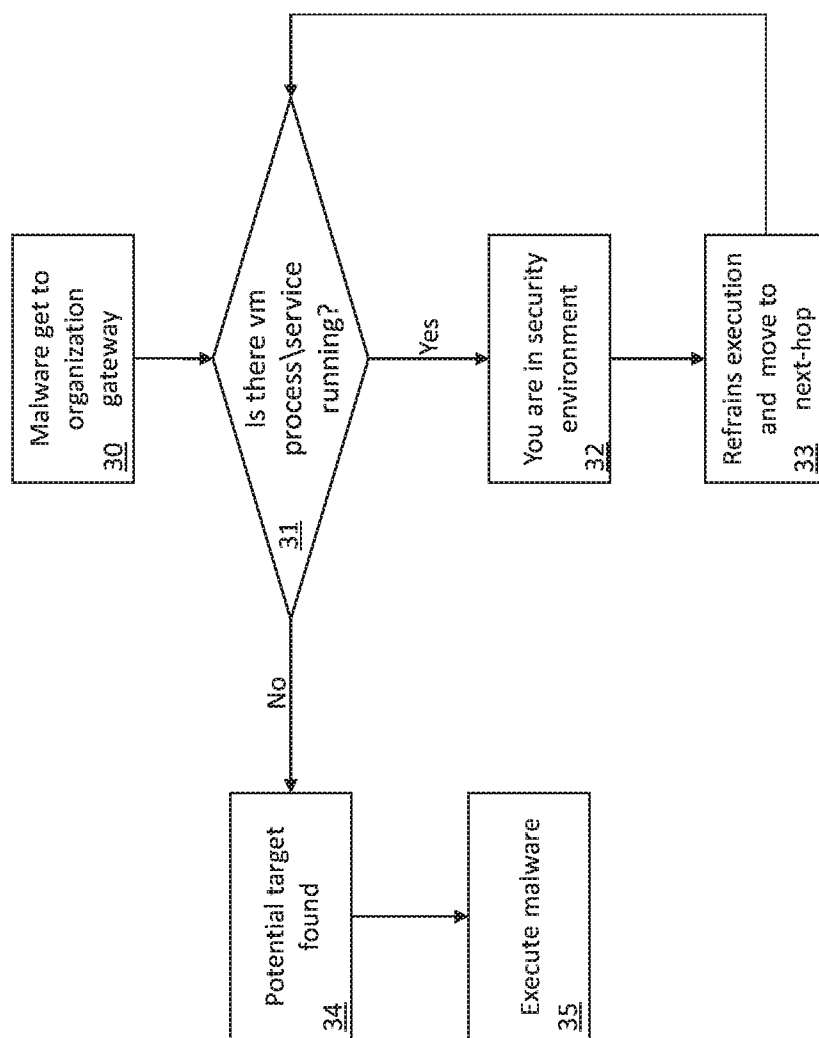 Malware get to
organization
gateway
30
Is there vm
process\service
running?
31
Yes
You are in security
environment
32
Refrains execution
and move to
next-hop
33
No
Potential target
found
34
Execute malware
35